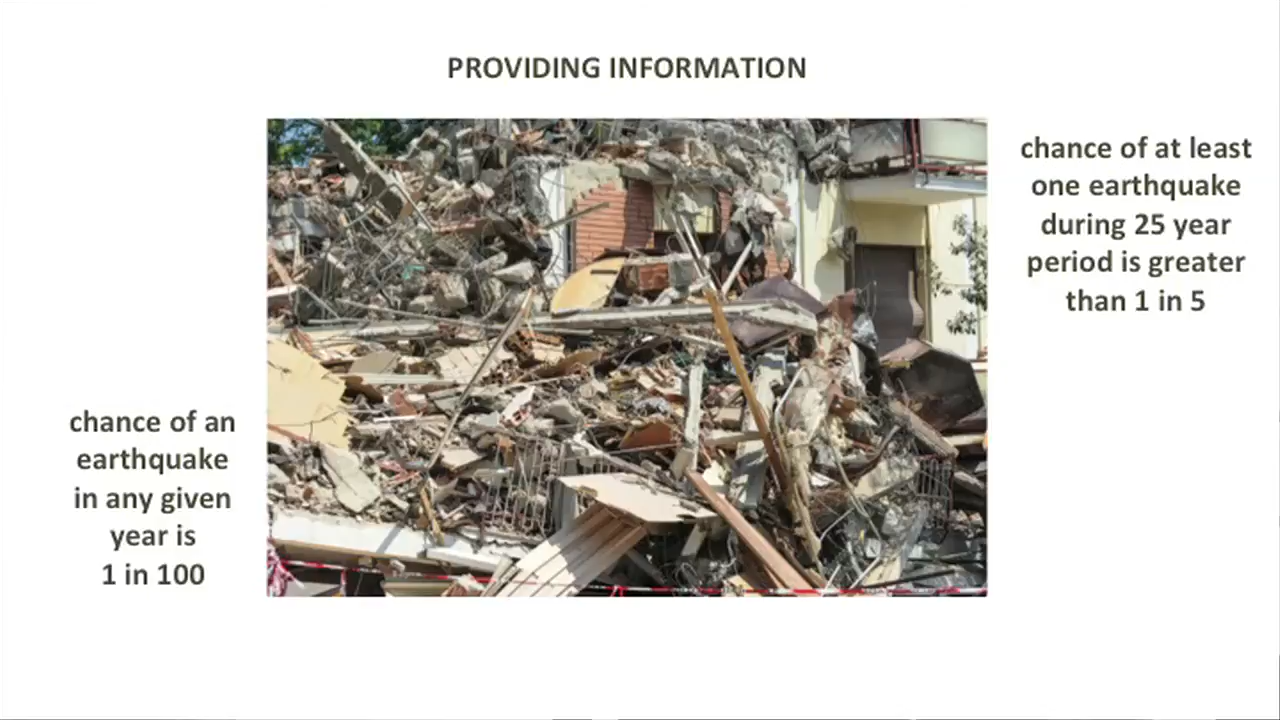 PROVIDING INFORMATION
chance of at least
one earthquake
during 25 year
period is greater
than 1 in 5
chance of an
earthquake
in any given
year is
1 in 100